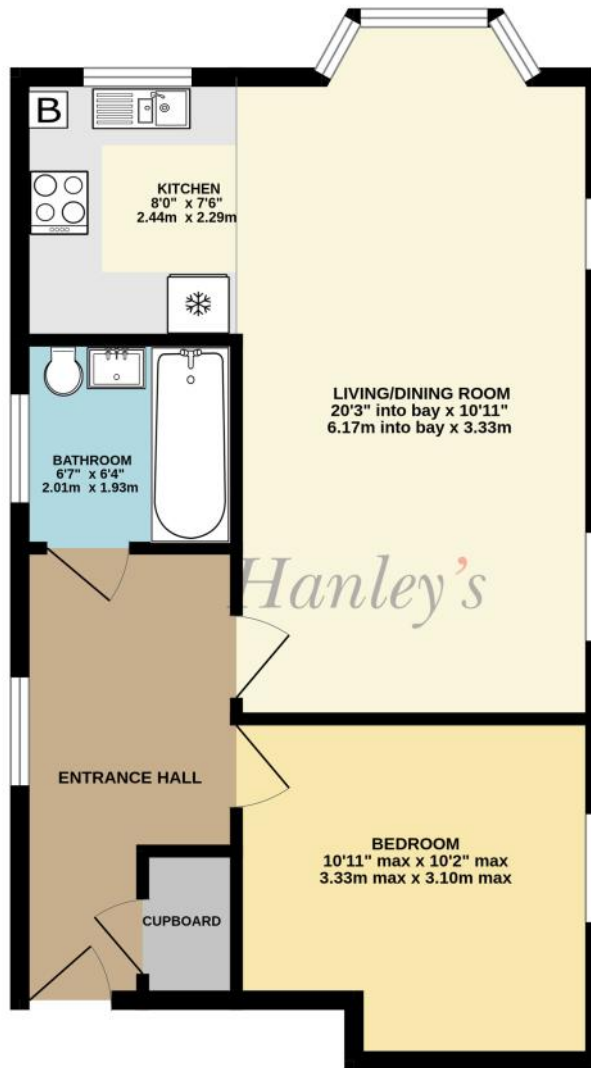 B
KITCHEN
8'0" x 7'6"
2.44m x 2.29m
LIVING/DINING ROOM
20'3" into bay x 10'11"
6.17m into bay x 3.33m
BATHROOM
6'7" x 6'4"
2.01m x 1.93m
Hanley's
ENTRANCE HALL
BEDROOM
10'11" max x 10'2" max
3.33m max x 3.10m max
CUPBOARD